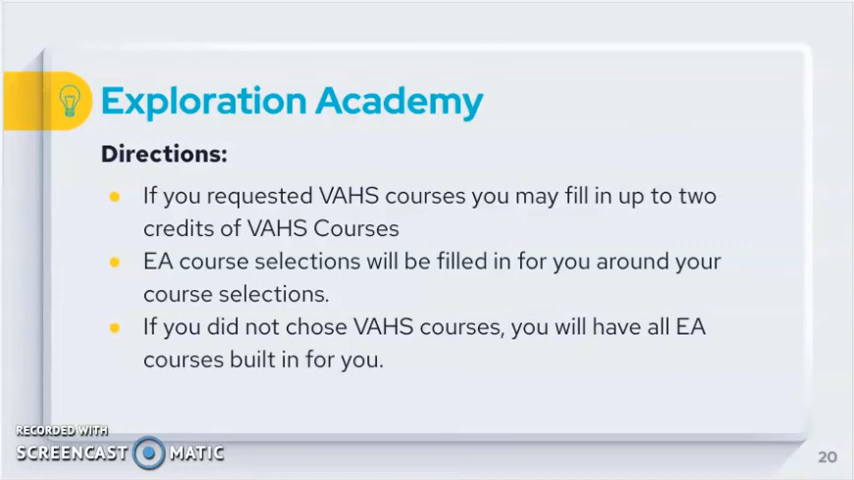 Exploration Academy
Directions:
If you requested VAHS courses you may fill in up to two
credits of VAHS Courses
EA course selections will be filled in for you around your
course selections.
If you did not chose VAHS courses, you will have all EA
courses built in for you.
RECORDED WITH
SCREENCAST MATIC
20